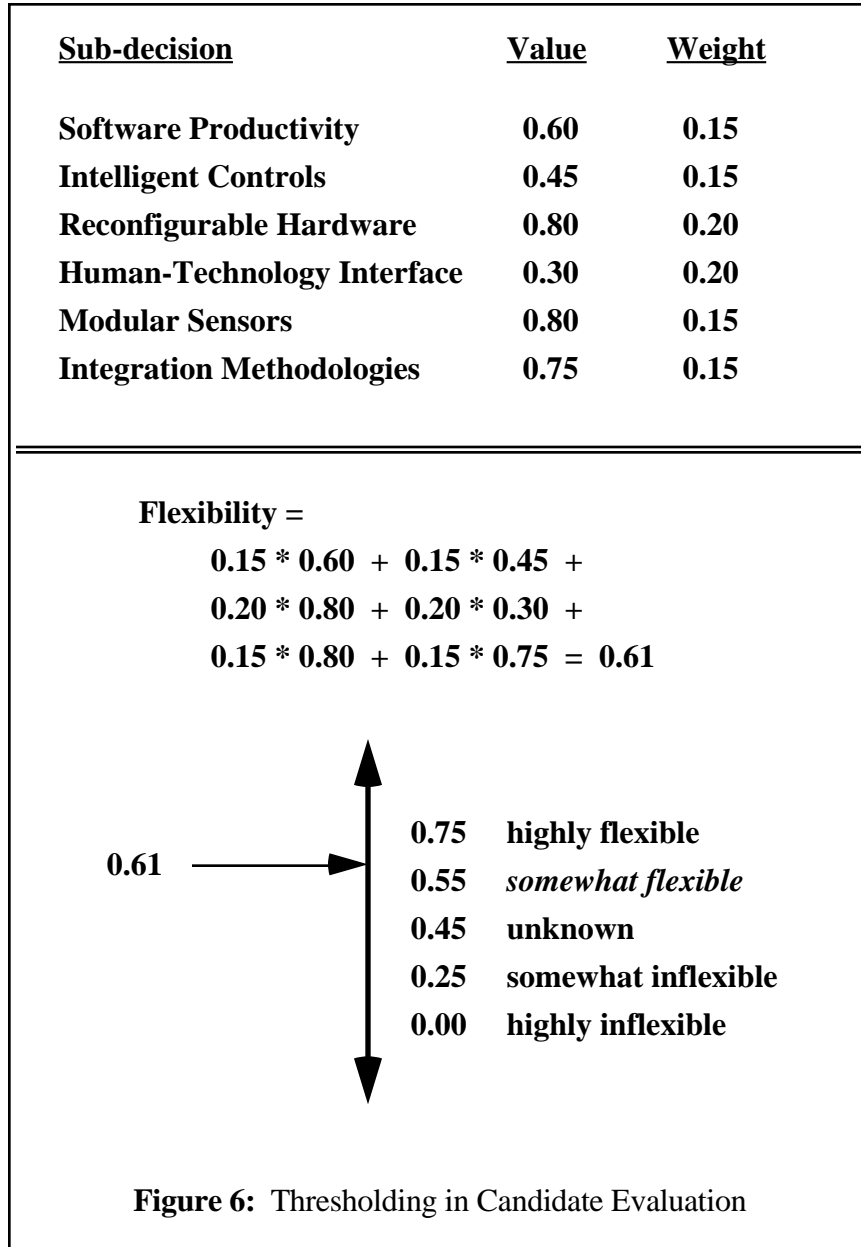 Sub-decision Value Weight
Software Productivity 0.60 0.15
Intelligent Controls 0.45 0.15
Reconfigurable Hardware 0.80 0.20
Human-Technology Interface 0.30 0.20
Modular Sensors 0.80 0.15
Integration Methodologies 0.75 0.15
Flexibility =
0.15 * 0.60 + 0.15 * 0.45 +
0.20 * 0.80 + 0.20 * 0.30 +
0.15 * 0.80 + 0.15 * 0.75 = 0.61
0.75 highly flexible
0.61
0.55 somewhat flexible
0.45 unknown
0.25 somewhat inflexible
0.00 highly inflexible
Figure 6: Thresholding in Candidate Evaluation